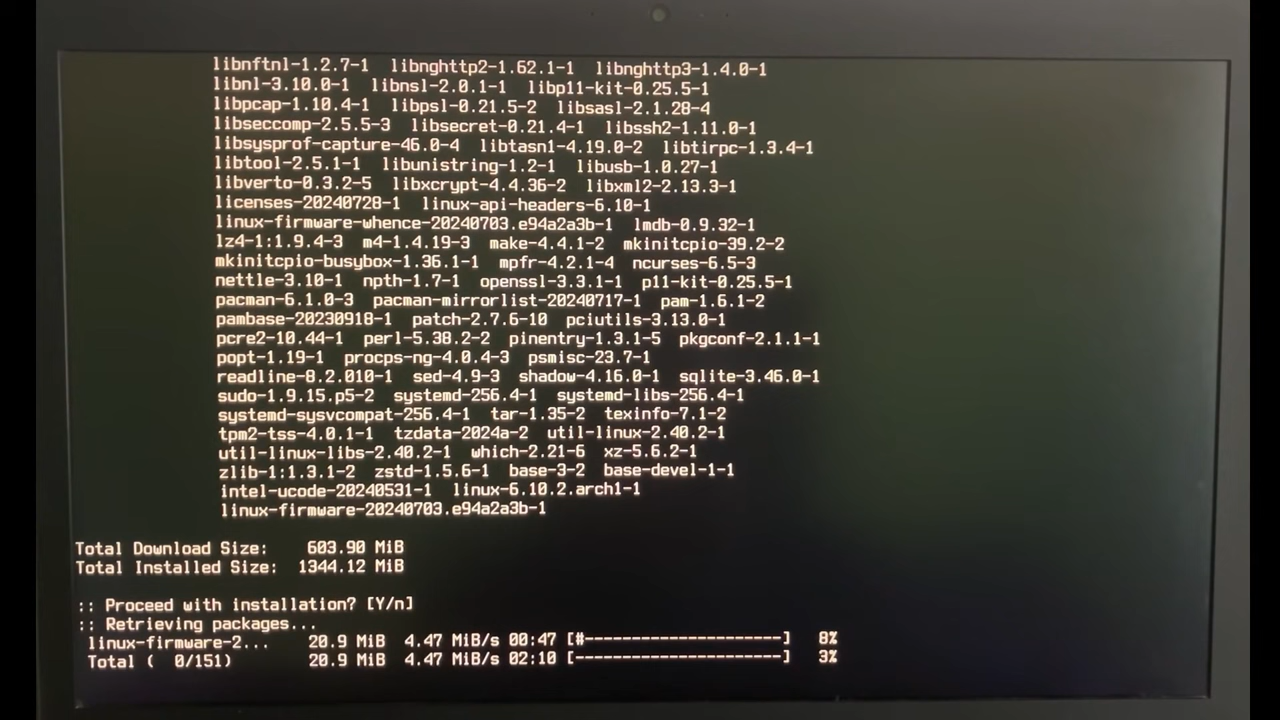 libnftnl-1.2.7-1  libnghttp2-1.62.1-1  libnghttp3-1.4.0-1
libnl-3.10.0-1  libnsl-2.0.1-1  libp11-kit-0.25.5-1
libpcap-1.10.4-1  libpsl-0.21.5-2  libsasl-2.1.28-4
libseccomp-2.5.5-3  libsecret-0.21.4-1  libssh2-1.11.0-1
libsysprof-capture-46.0-4  libtasn1-4.19.0-2  libtirpc-1.3.4-1
libtool-2.5.1-1  libunistring-1.2-1  libusb-1.0.27-1
libverto-0.3.2-5  libxcrypt-4.4.36-2  libxml2-2.13.3-1
licenses-20240728-1  linux-api-headers-6.10-1
linux-firmware-whence-20240703.e94a2a3b-1  lmdb-0.9.32-1
lz4-1:1.9.4-3  m4-1.4.19-3  make-4.4.1-2  mkinitcpio-39.2-2
mkinitcpio-busybox-1.36.1-1  mpfr-4.2.1-4  ncurses-6.5-3
nettle-3.10-1  npth-1.7-1  openssl-3.3.1-1  p11-kit-0.25.5-1
pacman-6.1.0-3  pacman-mirrorlist-20240717-1  pam-1.6.1-2
pambase-20230918-1  patch-2.7.6-10  pciutils-3.13.0-1
pcre2-10.44-1  perl-5.38.2-2  pinentry-1.3.1-5  pkgconf-2.1.1-1
popt-1.19-1  procps-ng-4.0.4-3  psmisc-23.7-1
readline-8.2.010-1  sed-4.9-3  shadow-4.16.0-1  sqlite-3.46.0-1
sudo-1.9.15.p5-2  systemd-256.4-1  systemd-libs-256.4-1
systemd-sysvcompat-256.4-1  tar-1.35-2  texinfo-7.1-2
tpm2-tss-4.0.1-1  tzdata-2024a-2  util-linux-2.40.2-1
util-linux-libs-2.40.2-1  which-2.21-6  xz-5.6.2-1
zlib-1:1.3.1-2  zstd-1.5.6-1  base-3-2  base-devel-1-1
intel-ucode-20240531-1  linux-6.10.2.arch1-1
linux-firmware-20240703.e94a2a3b-1
Total Download Size:    603.90 MiB
Total Installed Size:  1344.12 MiB
:: Proceed with installation? [Y/n]
:: Retrieving packages...
linux-firmware-2...    20.9 MiB  4.47 MiB/s 00:47 [#---------------------]   8%
Total (  0/151)        20.9 MiB  4.47 MiB/s 02:10 [----------------------]   3%